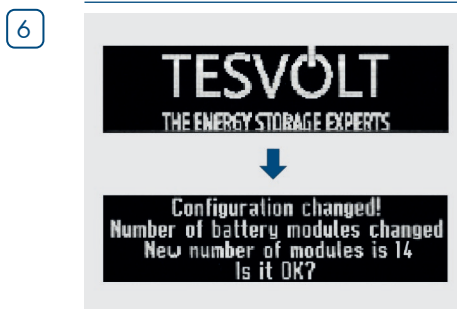 6
TESVOLT
THE ENERGY STORAGE EXPERTS
Configuration changed!
Number of battery modules changed
New number of modules is 14
Is it OK?